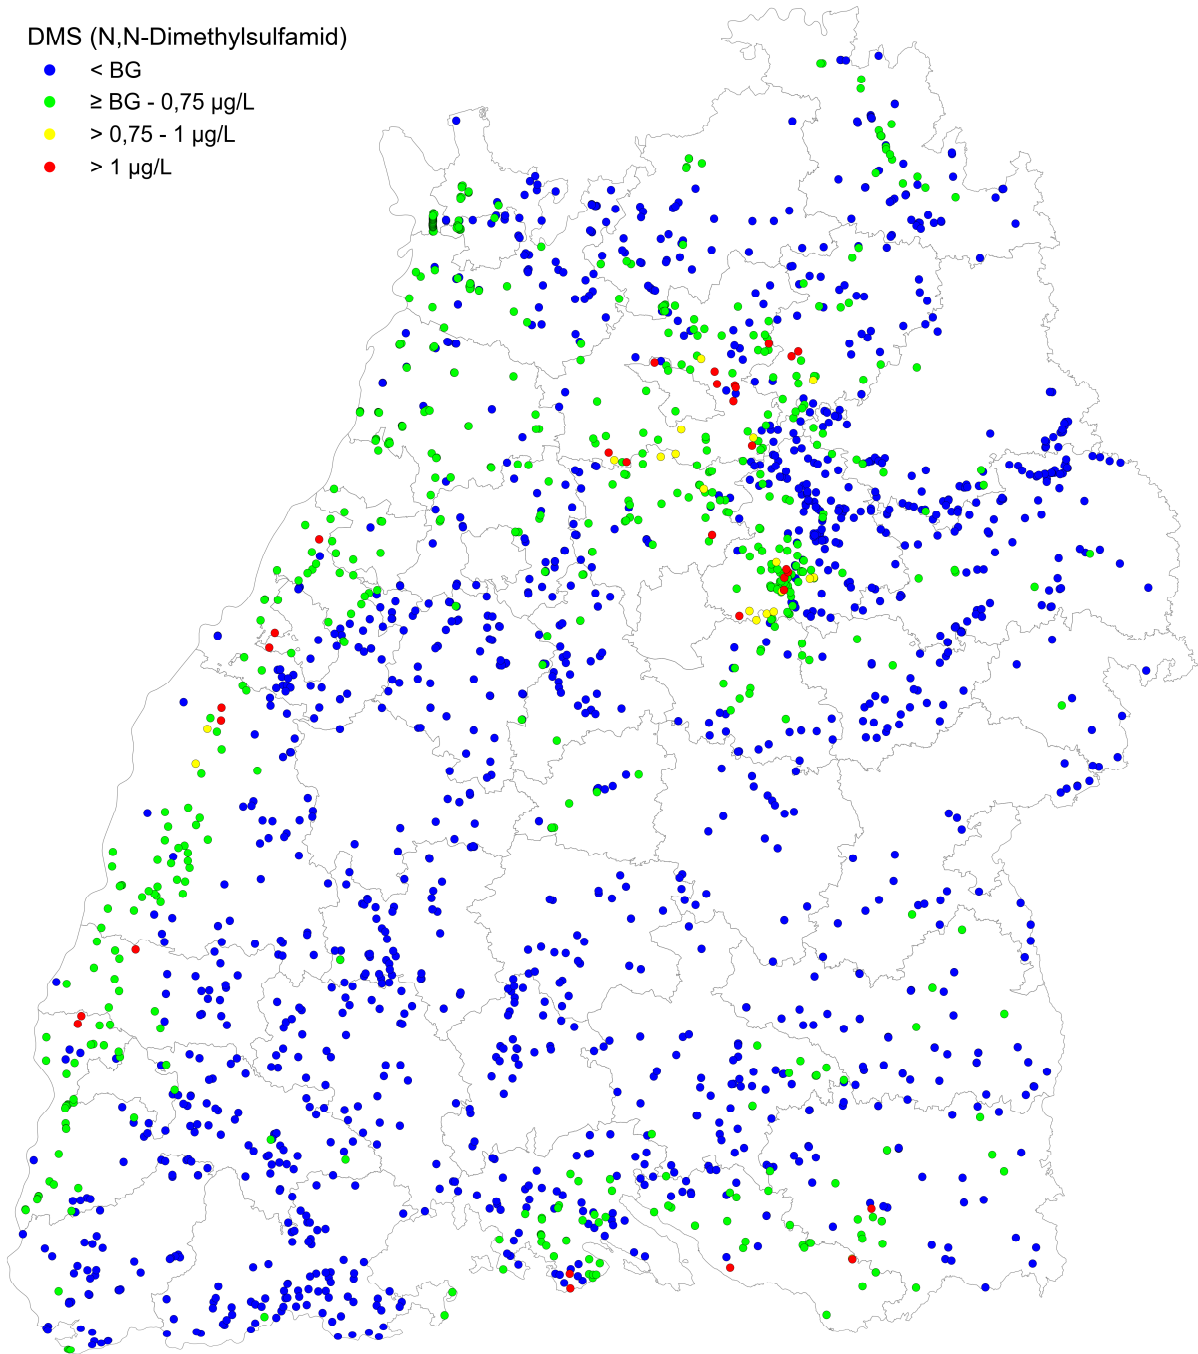 DMS (N,N-Dimethylsulfamid)
< BG
≥ BG - 0,75 µg/L
> 0,75 - 1 µg/L
> 1 µg/L